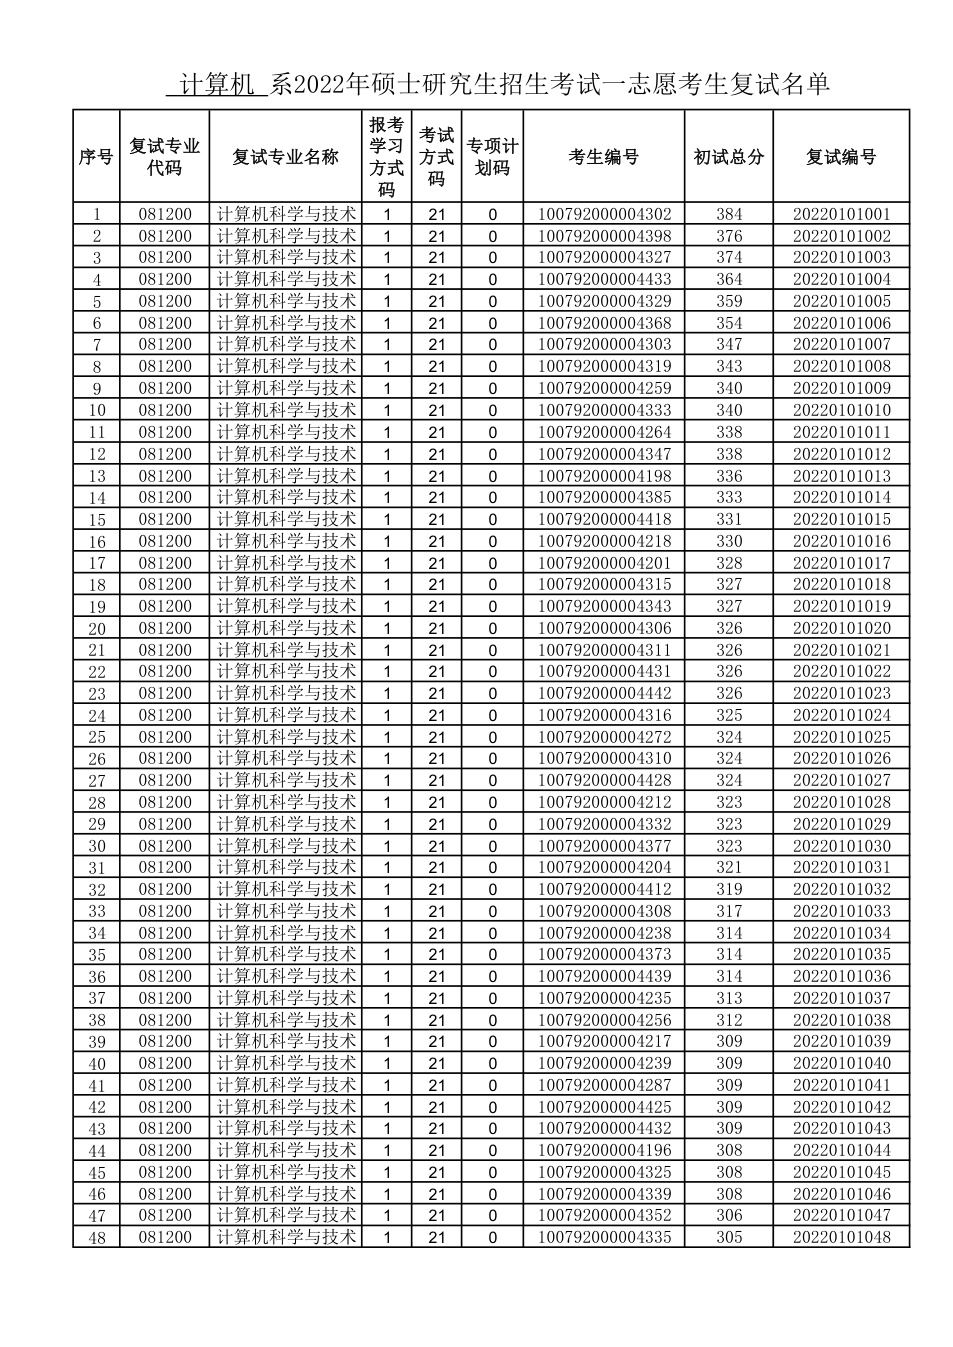 计算机 系2022年硕士研究生招生考试一志愿考生复试名单
序号 复试专业代码 复试专业名称 报考学习方式码 考试方式码 专项计划码 考生编号 初试总分 复试编号
1 081200 计算机科学与技术 1 21 0 100792000004302 384 20220101001
2 081200 计算机科学与技术 1 21 0 100792000004398 376 20220101002
3 081200 计算机科学与技术 1 21 0 100792000004327 374 20220101003
4 081200 计算机科学与技术 1 21 0 100792000004433 364 20220101004
5 081200 计算机科学与技术 1 21 0 100792000004329 359 20220101005
6 081200 计算机科学与技术 1 21 0 100792000004368 354 20220101006
7 081200 计算机科学与技术 1 21 0 100792000004303 347 20220101007
8 081200 计算机科学与技术 1 21 0 100792000004319 343 20220101008
9 081200 计算机科学与技术 1 21 0 100792000004259 340 20220101009
10 081200 计算机科学与技术 1 21 0 100792000004333 340 20220101010
11 081200 计算机科学与技术 1 21 0 100792000004264 338 20220101011
12 081200 计算机科学与技术 1 21 0 100792000004347 338 20220101012
13 081200 计算机科学与技术 1 21 0 100792000004198 336 20220101013
14 081200 计算机科学与技术 1 21 0 100792000004385 333 20220101014
15 081200 计算机科学与技术 1 21 0 100792000004418 331 20220101015
16 081200 计算机科学与技术 1 21 0 100792000004218 330 20220101016
17 081200 计算机科学与技术 1 21 0 100792000004201 328 20220101017
18 081200 计算机科学与技术 1 21 0 100792000004315 327 20220101018
19 081200 计算机科学与技术 1 21 0 100792000004343 327 20220101019
20 081200 计算机科学与技术 1 21 0 100792000004306 326 20220101020
21 081200 计算机科学与技术 1 21 0 100792000004311 326 20220101021
22 081200 计算机科学与技术 1 21 0 100792000004431 326 20220101022
23 081200 计算机科学与技术 1 21 0 100792000004442 326 20220101023
24 081200 计算机科学与技术 1 21 0 100792000004316 325 20220101024
25 081200 计算机科学与技术 1 21 0 100792000004272 324 20220101025
26 081200 计算机科学与技术 1 21 0 100792000004310 324 20220101026
27 081200 计算机科学与技术 1 21 0 100792000004428 324 20220101027
28 081200 计算机科学与技术 1 21 0 100792000004212 323 20220101028
29 081200 计算机科学与技术 1 21 0 100792000004332 323 20220101029
30 081200 计算机科学与技术 1 21 0 100792000004377 323 20220101030
31 081200 计算机科学与技术 1 21 0 100792000004204 321 20220101031
32 081200 计算机科学与技术 1 21 0 100792000004412 319 20220101032
33 081200 计算机科学与技术 1 21 0 100792000004308 317 20220101033
34 081200 计算机科学与技术 1 21 0 100792000004238 314 20220101034
35 081200 计算机科学与技术 1 21 0 100792000004373 314 20220101035
36 081200 计算机科学与技术 1 21 0 100792000004439 314 20220101036
37 081200 计算机科学与技术 1 21 0 100792000004235 313 20220101037
38 081200 计算机科学与技术 1 21 0 100792000004256 312 20220101038
39 081200 计算机科学与技术 1 21 0 100792000004217 309 20220101039
40 081200 计算机科学与技术 1 21 0 100792000004239 309 20220101040
41 081200 计算机科学与技术 1 21 0 100792000004287 309 20220101041
42 081200 计算机科学与技术 1 21 0 100792000004425 309 20220101042
43 081200 计算机科学与技术 1 21 0 100792000004432 309 20220101043
44 081200 计算机科学与技术 1 21 0 100792000004196 308 20220101044
45 081200 计算机科学与技术 1 21 0 100792000004325 308 20220101045
46 081200 计算机科学与技术 1 21 0 100792000004339 308 20220101046
47 081200 计算机科学与技术 1 21 0 100792000004352 306 20220101047
48 081200 计算机科学与技术 1 21 0 100792000004335 305 20220101048